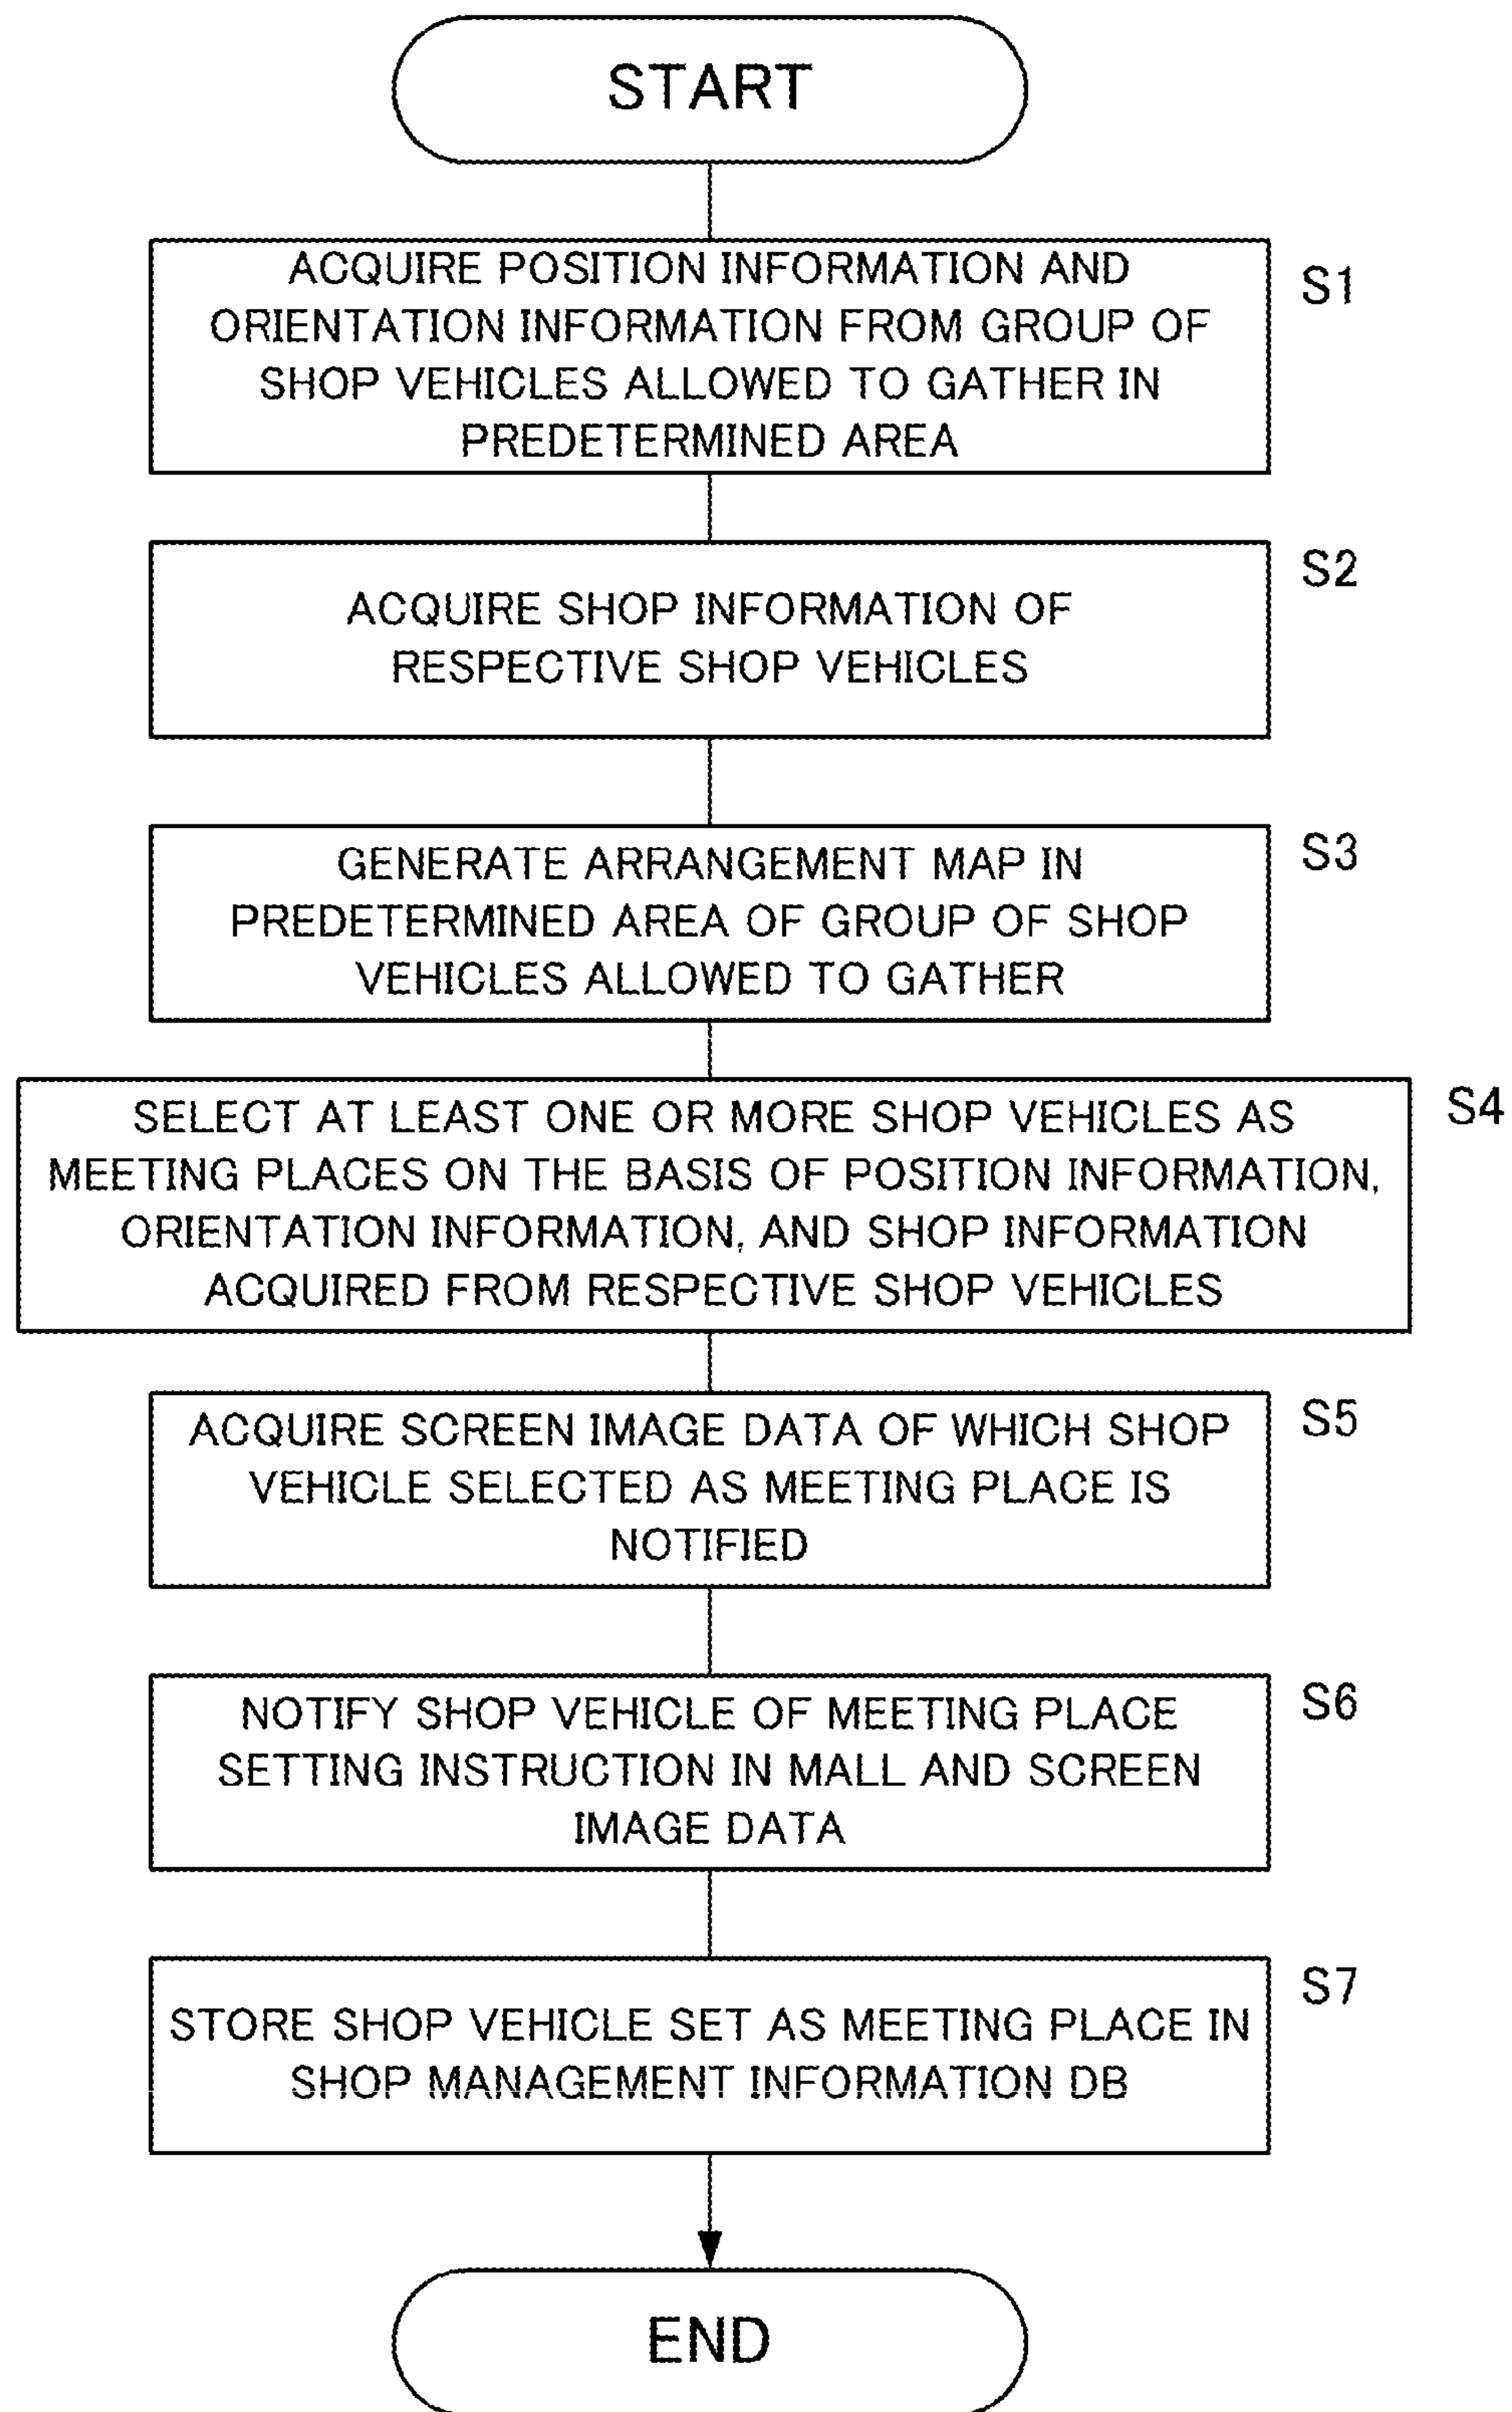 START
ACQUIRE POSITION INFORMATION AND
ORIENTATION INFORMATION FROM GROUP OF
SHOP VEHICLES ALLOWED TO GATHER IN
PREDETERMINED AREA
S1
ACQUIRE SHOP INFORMATION OF
RESPECTIVE SHOP VEHICLES
S2
GENERATE ARRANGEMENT MAP IN
PREDETERMINED AREA OF GROUP OF SHOP
VEHICLES ALLOWED TO GATHER
S3
SELECT AT LEAST ONE OR MORE SHOP VEHICLES AS
MEETING PLACES ON THE BASIS OF POSITION INFORMATION,
ORIENTATION INFORMATION, AND SHOP INFORMATION
ACQUIRED FROM RESPECTIVE SHOP VEHICLES
S4
ACQUIRE SCREEN IMAGE DATA OF WHICH SHOP
VEHICLE SELECTED AS MEETING PLACE IS
NOTIFIED
S5
NOTIFY SHOP VEHICLE OF MEETING PLACE
SETTING INSTRUCTION IN MALL AND SCREEN
IMAGE DATA
S6
STORE SHOP VEHICLE SET AS MEETING PLACE IN
SHOP MANAGEMENT INFORMATION DB
S7
END